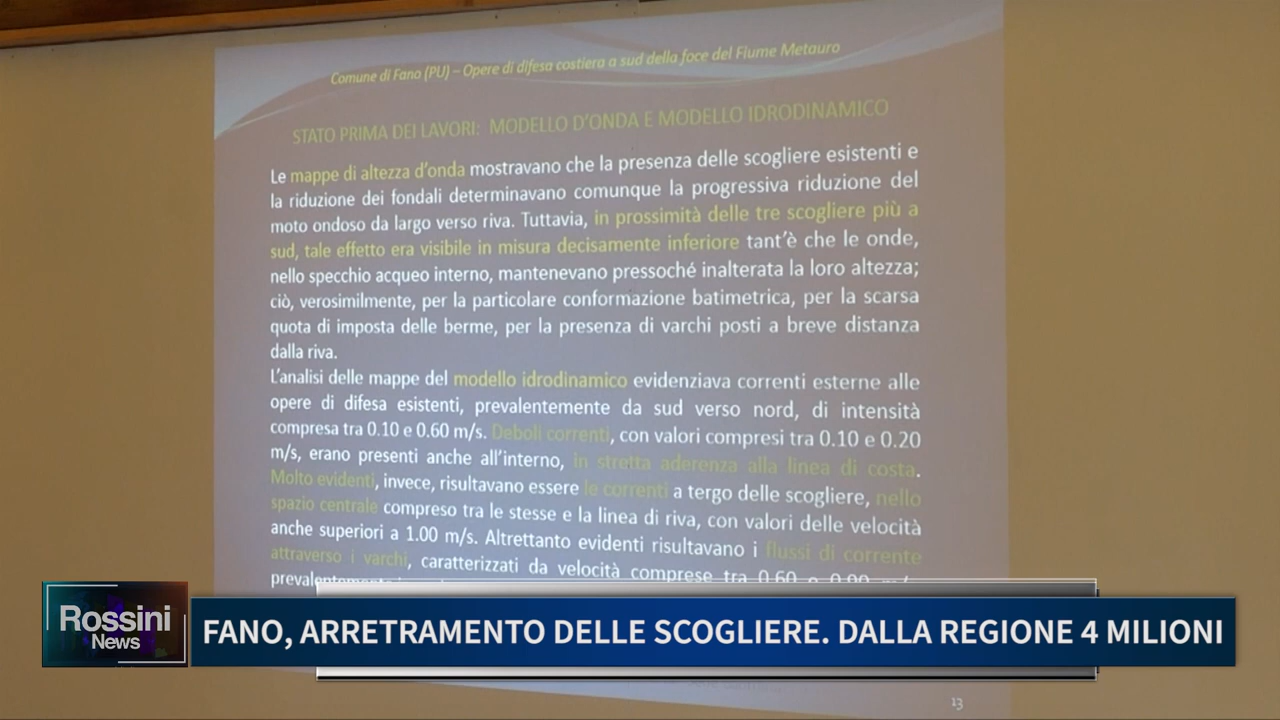 Comune di Fano (PU) – Opere di difesa costiera a sud della foce del Fiume Metauro
STATO PRIMA DEI LAVORI: MODELLO D'ONDA E MODELLO IDRODINAMICO
Le mappe di altezza d'onda mostravano che la presenza delle scogliere esistenti e
la riduzione dei fondali determinavano comunque la progressiva riduzione del
moto ondoso da largo verso riva. Tuttavia, in prossimità delle tre scogliere più a
sud, tale effetto era visibile in misura decisamente inferiore tant'è che le onde,
nello specchio acqueo interno, mantenevano pressoché inalterata la loro altezza;
ciò, verosimilmente, per la particolare conformazione batimetrica, per la scarsa
quota di imposta delle berme, per la presenza di varchi posti a breve distanza
dalla riva.
L'analisi delle mappe del modello idrodinamico evidenziava correnti esterne alle
opere di difesa esistenti, prevalentemente da sud verso nord, di intensità
compresa tra 0.10 e 0.60 m/s. Deboli correnti, con valori compresi tra 0.10 e 0.20
m/s, erano presenti anche all'interno, in stretta aderenza alla linea di costa.
Molto evidenti, invece, risultavano essere le correnti a tergo delle scogliere, nello
spazio centrale compreso tra le stesse e la linea di riva, con valori delle velocità
anche superiori a 1.00 m/s. Altrettanto evidenti risultavano i flussi di corrente
attraverso i varchi, caratterizzati da velocità comprese tra 0.60 e 0.90 m/s,
prevalentemente
Rossini
News
FANO, ARRETRAMENTO DELLE SCOGLIERE. DALLA REGIONE 4 MILIONI
13